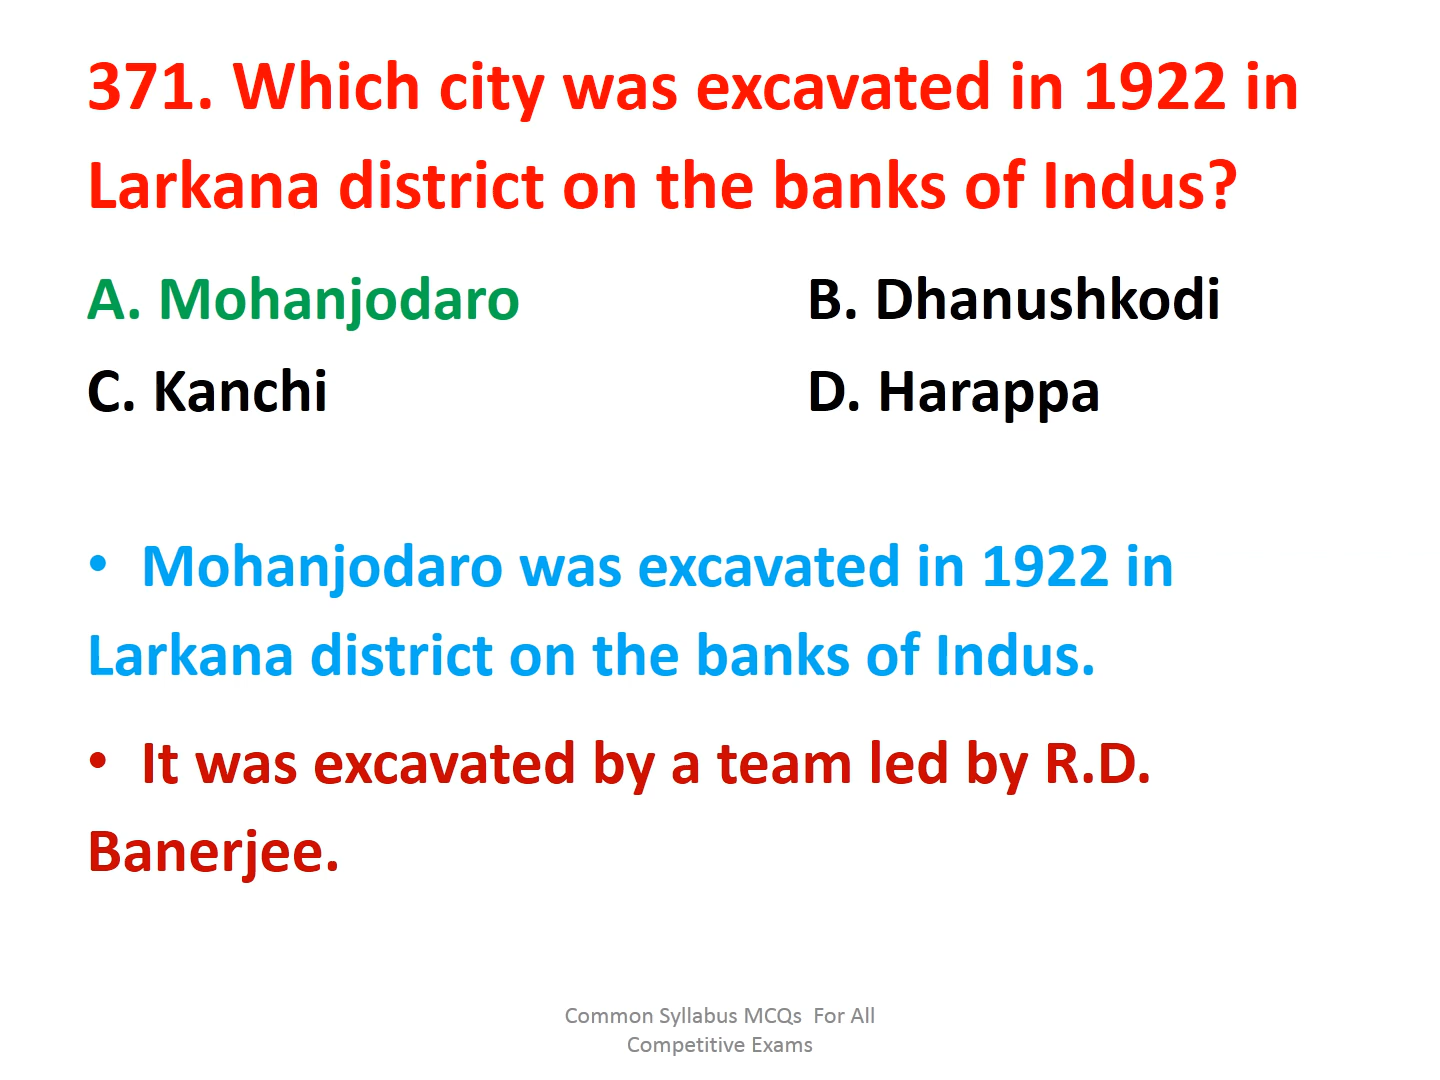 371. Which city was excavated in 1922 in
Larkana district on the banks of Indus?
A. Mohanjodaro B. Dhanushkodi
C. Kanchi D. Harappa
• Mohanjodaro was excavated in 1922 in
Larkana district on the banks of Indus.
• It was excavated by a team led by R.D.
Banerjee.
Common Syllabus MCQs For All
Competitive Exams